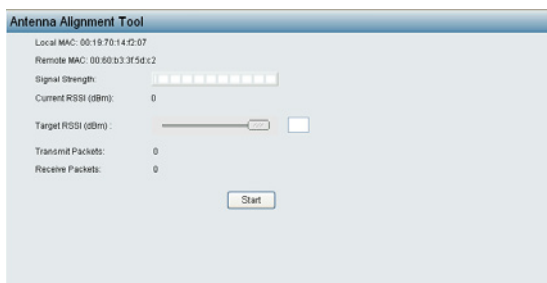 Antenna Alignment Tool
Local MAC: 00:19:70:14:f2:07
Remote MAC: 00:60:b3:3f:5d:c2
Signal Strength:
Current RSSI (dBm): 0
Target RSSI (dBm) :
Transmit Packets: 0
Receive Packets: 0
Start